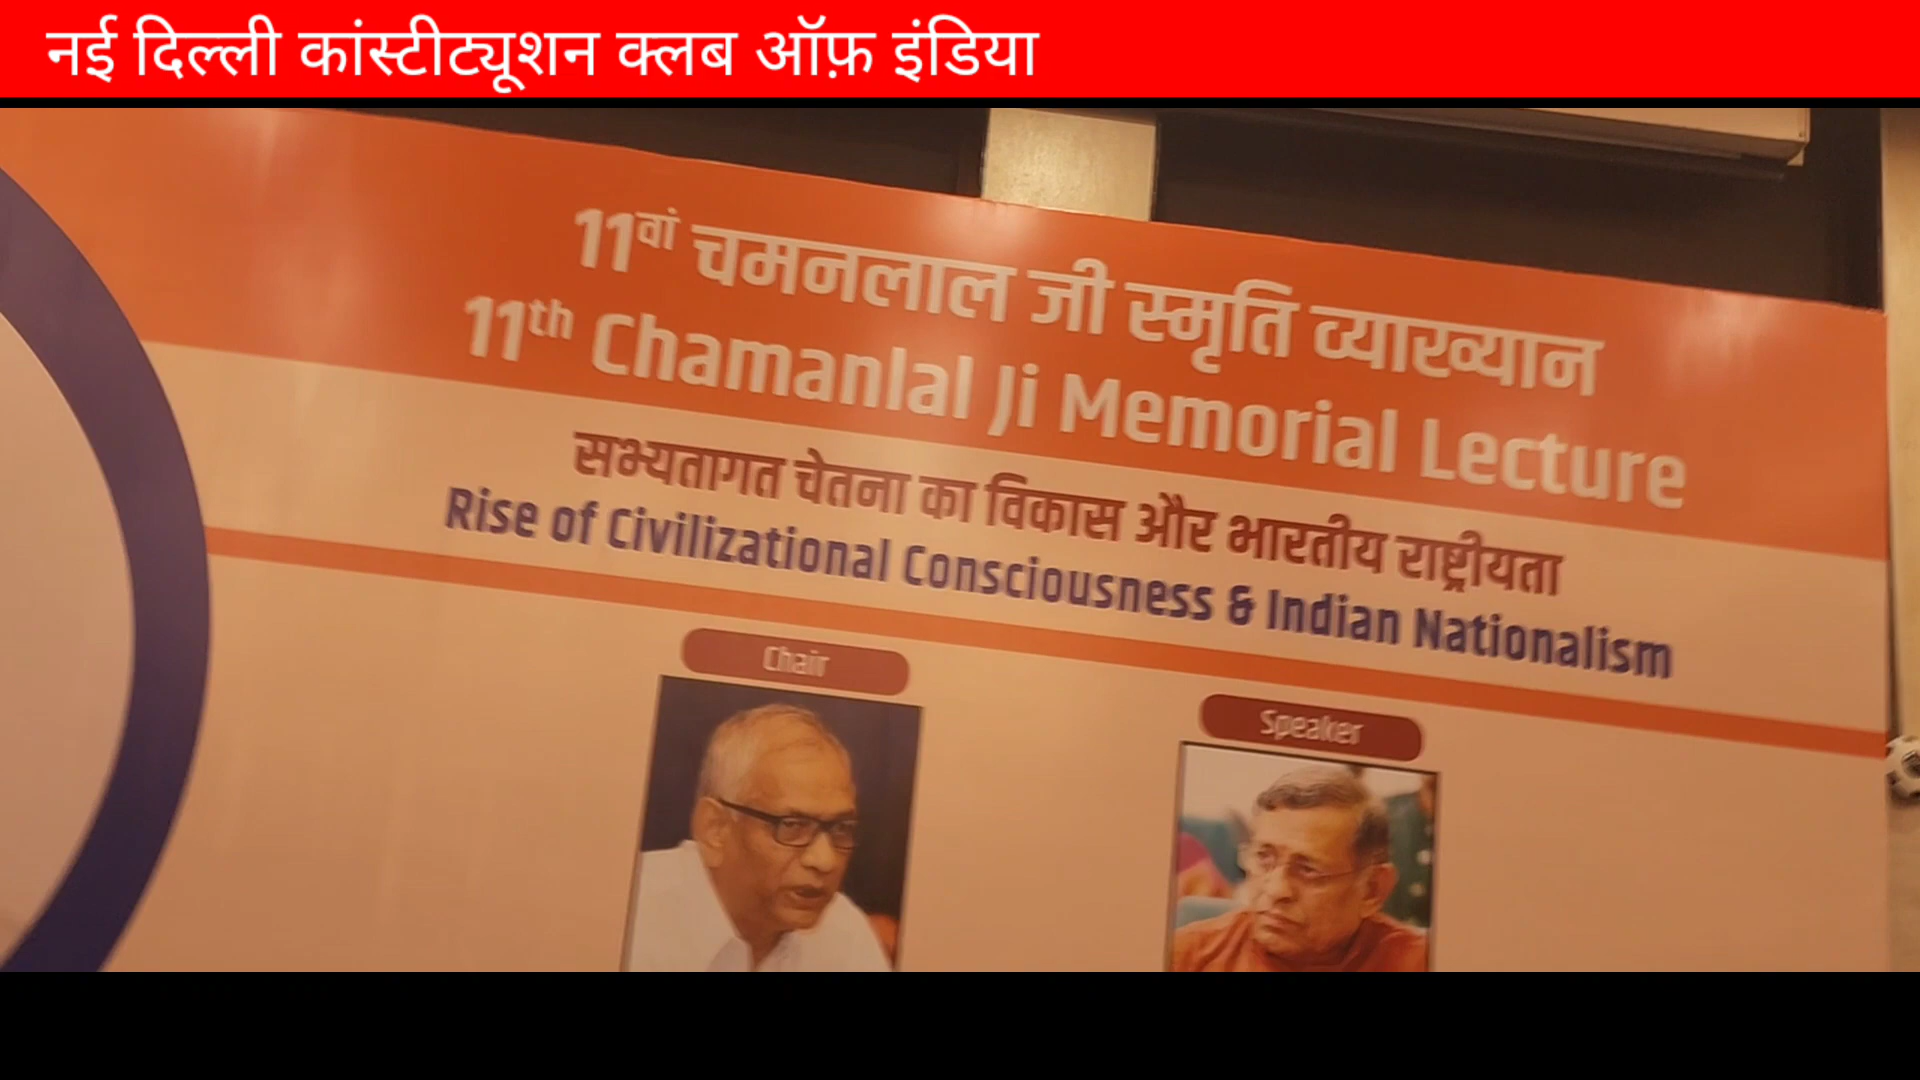 नई दिल्ली कांस्टीट्यूशन क्लब ऑफ़ इंडिया
11वां चमनलाल जी स्मृति व्याख्यान
11th Chamanlal Ji Memorial Lecture
सभ्यतागत चेतना का विकास और भारतीय राष्ट्रीयता
Rise of Civilizational Consciousness & Indian Nationalism
Chair
Speaker